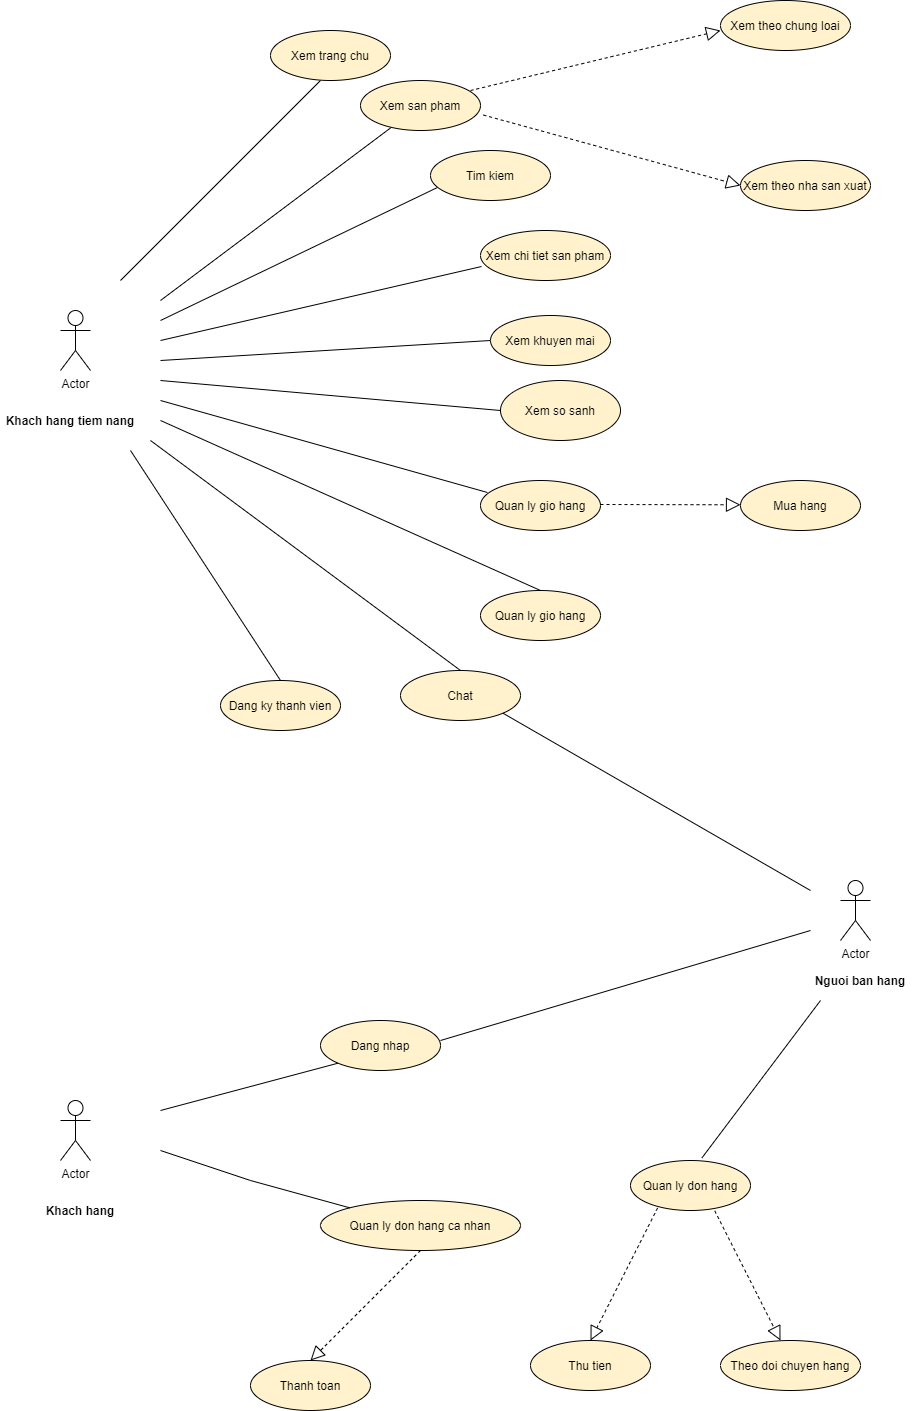 Xem theo chung loai
Xem trang chu
Xem san pham
Tim kiem
Xem theo nha san xuat
Xem chi tiet san pham
Xem khuyen mai
Actor
Khach hang tiem nang
Xem so sanh
Quan ly gio hang
Mua hang
Quan ly gio hang
Chat
Dang ky thanh vien
Actor
Nguoi ban hang
Dang nhap
Actor
Khach hang
Quan ly don hang
Quan ly don hang ca nhan
Thu tien
Theo doi chuyen hang
Thanh toan